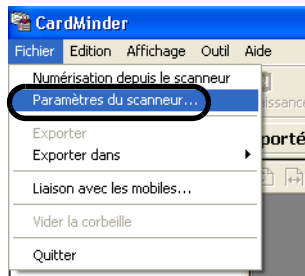 CardMinder
Fichier Edition Affichage Outil Aide
Numérisation depuis le scanneur
Paramètres du scanneur...
Exporter
Exporter dans
Liaison avec les mobiles...
Vider la corbeille
Quitter